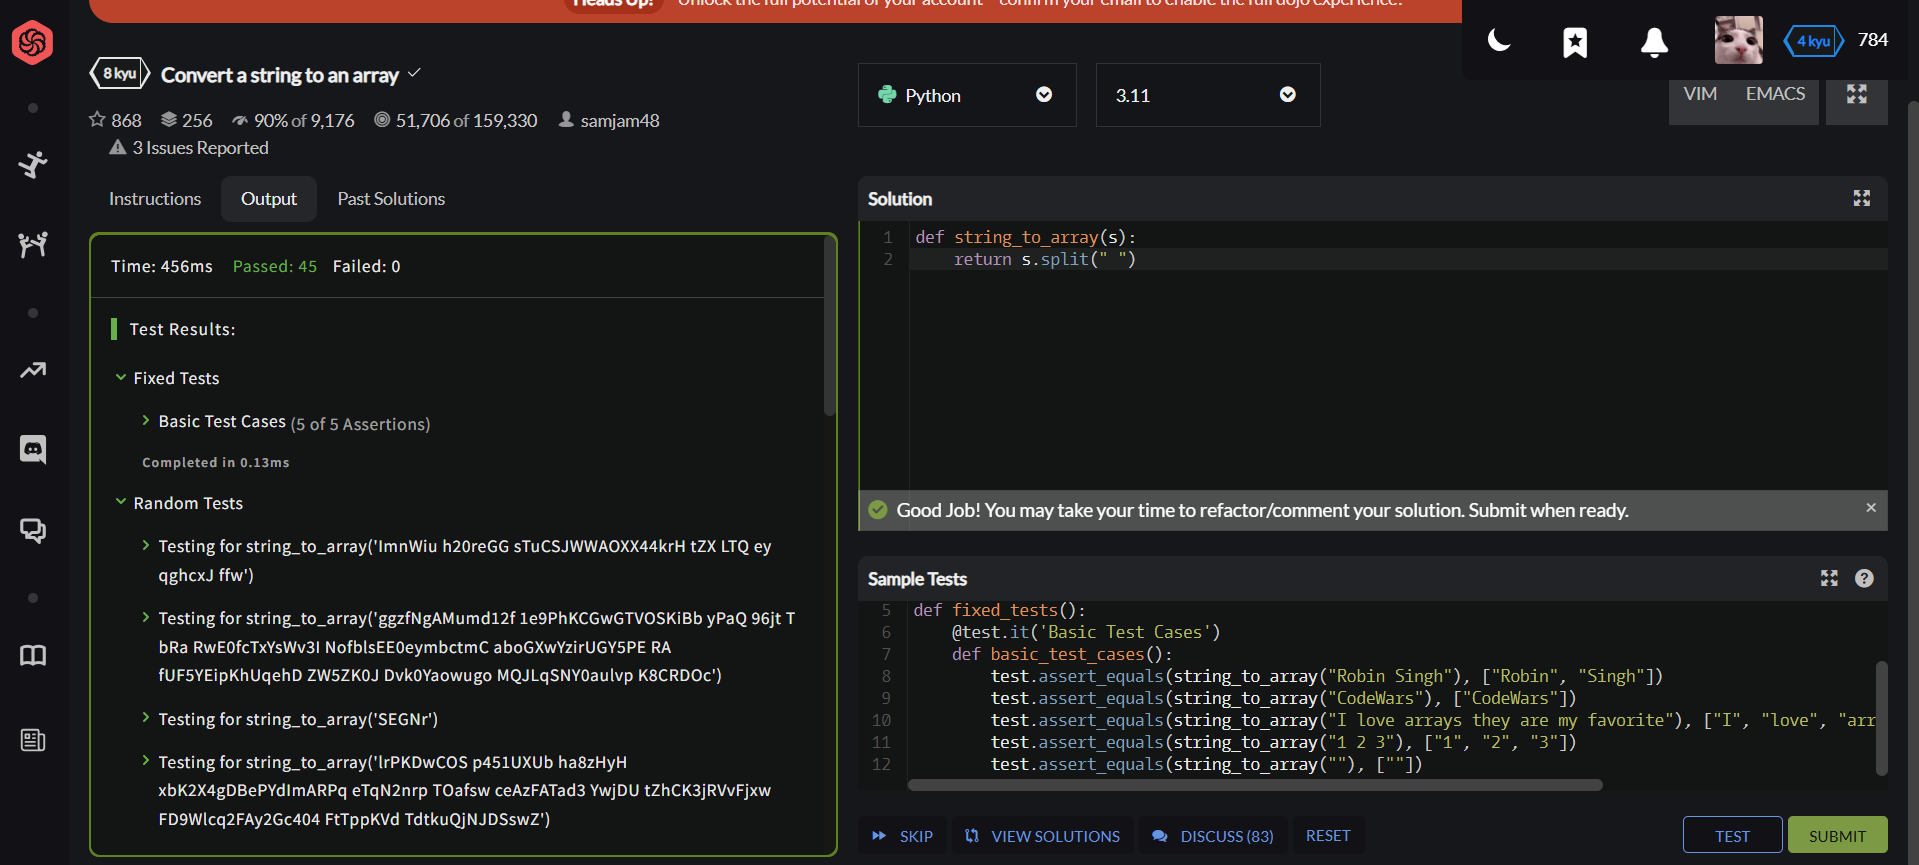 Heads Up! Unlock the full potential of your account - confirm your email to enable the full dojo experience!
4 kyu 784
8 kyu Convert a string to an array
868 256 90% of 9,176 51,706 of 159,330 samjam48
3 Issues Reported
Python 3.11
VIM EMACS
Instructions Output Past Solutions
Time: 456ms Passed: 45 Failed: 0
Test Results:
Fixed Tests
Basic Test Cases (5 of 5 Assertions)
Completed in 0.13ms
Random Tests
Testing for string_to_array('ImnWiu h20reGG sTuCSJWWAOXX44krH tZX LTQ ey
qghcxJ ffw')
Testing for string_to_array('ggzfNgAMumd12f 1e9PhKCGwGTVOSKiBb yPaQ 96jt T
bRa RwE0fcTxYsWv3I NofblsEE0eymbctmC aboGXwYzirUGY5PE RA
fUF5YEipKhUqehD ZW5ZK0J Dvk0Yaowugo MQJLqSNY0aulvp K8CRDOc')
Testing for string_to_array('SEGNr')
Testing for string_to_array('lrPKDwCOS p451UXUb ha8zHyH
xbK2X4gDBePYdImARPq eTqN2nrp TOafsw ceAzFATad3 YwjDU tZhCK3jRVvFjxw
FD9Wlcq2FAy2Gc404 FtTppKVd TdtkuQjNJDSswZ')
Solution
1 def string_to_array(s):
2 return s.split(" ")
Good Job! You may take your time to refactor/comment your solution. Submit when ready.
Sample Tests
5 def fixed_tests():
6 @test.it('Basic Test Cases')
7 def basic_test_cases():
8 test.assert_equals(string_to_array("Robin Singh"), ["Robin", "Singh"])
9 test.assert_equals(string_to_array("CodeWars"), ["CodeWars"])
10 test.assert_equals(string_to_array("I love arrays they are my favorite"), ["I", "love", "arr
11 test.assert_equals(string_to_array("1 2 3"), ["1", "2", "3"])
12 test.assert_equals(string_to_array(""), [""])
SKIP VIEW SOLUTIONS DISCUSS (83) RESET TEST SUBMIT